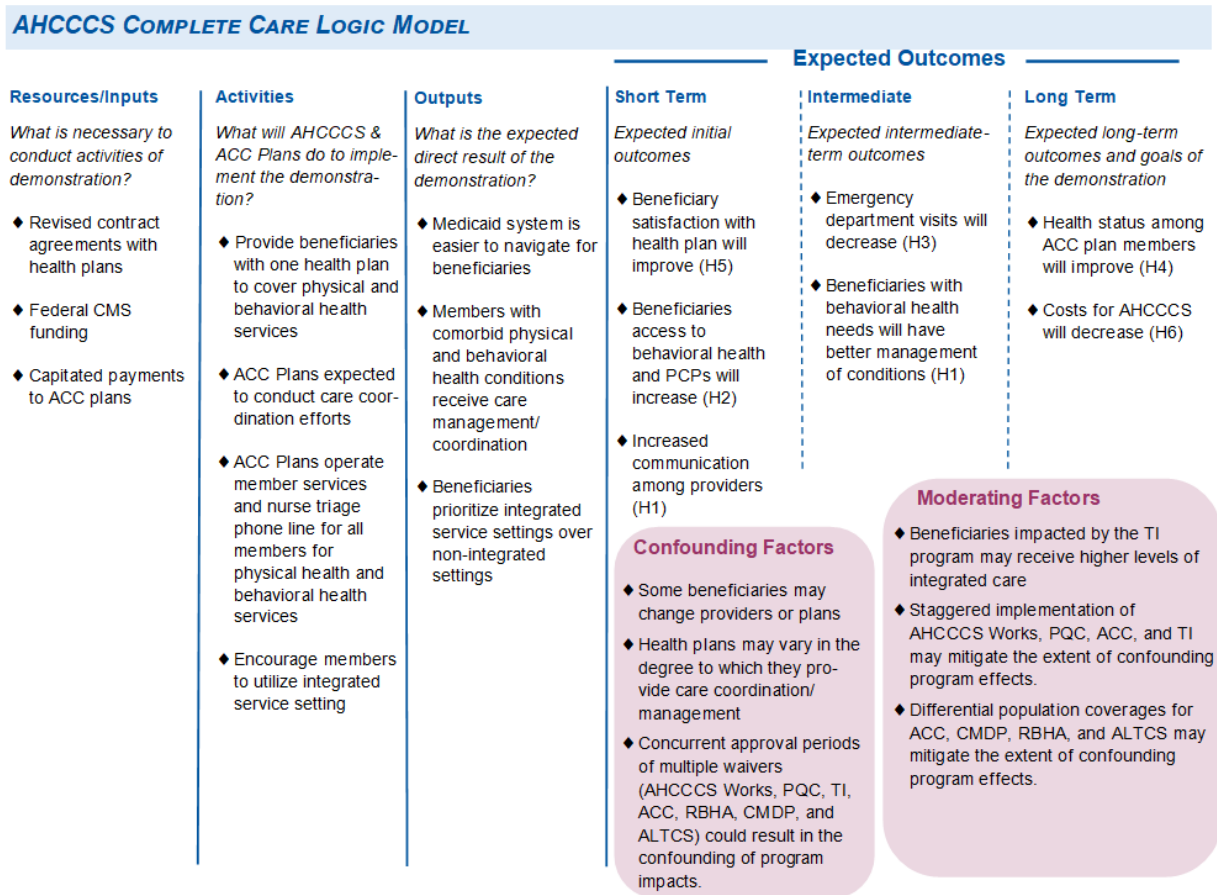 AHCCCS COMPLETE CARE LOGIC MODEL
Expected Outcomes
Resources/Inputs
What is necessary to
conduct activities of
demonstration?
♦ Revised contract
agreements with
health plans
♦ Federal CMS
funding
♦ Capitated payments
to ACC plans
Activities
What will AHCCCS &
ACC Plans do to imple-
ment the demonstra-
tion?
♦ Provide beneficiaries
with one health plan
to cover physical and
behavioral health
services
♦ ACC Plans expected
to conduct care coor-
dination efforts
♦ ACC Plans operate
member services
and nurse triage
phone line for all
members for
physical health and
behavioral health
services
♦ Encourage members
to utilize integrated
service setting
Outputs
What is the expected
direct result of the
demonstration?
♦ Medicaid system is
easier to navigate for
beneficiaries
♦ Members with
comorbid physical
and behavioral
health conditions
receive care
management/
coordination
♦ Beneficiaries
prioritize integrated
service settings over
non-integrated
settings
Short Term
Expected initial
outcomes
♦ Beneficiary
satisfaction with
health plan will
improve (H5)
♦ Beneficiaries
access to
behavioral health
and PCPs will
increase (H2)
♦ Increased
communication
among providers
(H1)
Intermediate
Expected intermediate-
term outcomes
♦ Emergency
department visits will
decrease (H3)
♦ Beneficiaries with
behavioral health
needs will have
better management
of conditions (H1)
Long Term
Expected long-term
outcomes and goals of
the demonstration
♦ Health status among
ACC plan members
will improve (H4)
♦ Costs for AHCCCS
will decrease (H6)
Confounding Factors
♦ Some beneficiaries may
change providers or plans
♦ Health plans may vary in the
degree to which they pro-
vide care coordination/
management
♦ Concurrent approval periods
of multiple waivers
(AHCCCS Works, PQC, TI,
ACC, RBHA, CMDP, and
ALTCS) could result in the
confounding of program
impacts.
Moderating Factors
♦ Beneficiaries impacted by the TI
program may receive higher levels of
integrated care
♦ Staggered implementation of
AHCCCS Works, PQC, ACC, and TI
may mitigate the extent of confounding
program effects.
♦ Differential population coverages for
ACC, CMDP, RBHA, and ALTCS may
mitigate the extent of confounding
program effects.